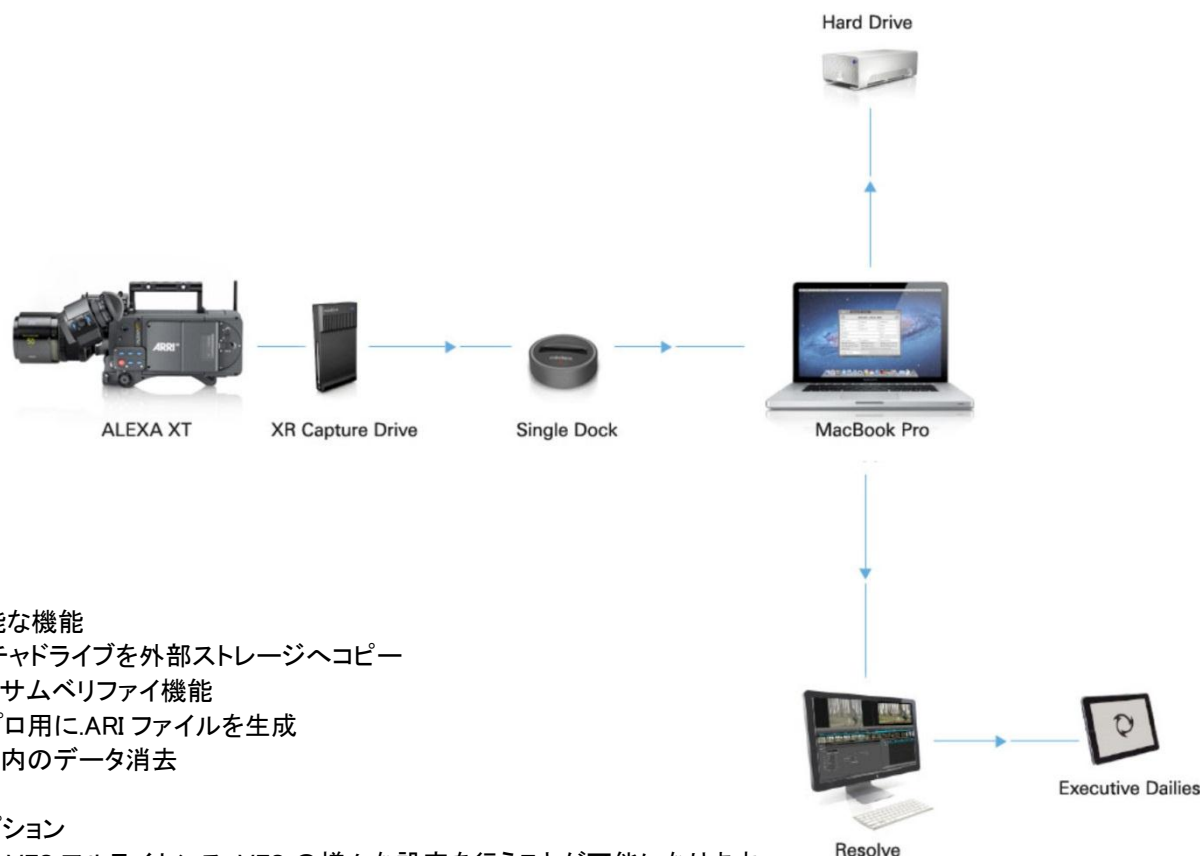 Hard Drive
ARRI
ALEXA XT
XR Capture Drive
Single Dock
MacBook Pro
な機能
チャドライブを外部ストレージへコピー
サムベリファイ機能
プロ用に.ARI ファイルを生成
内のデータ消去
プション
Resolve
Executive Dailies